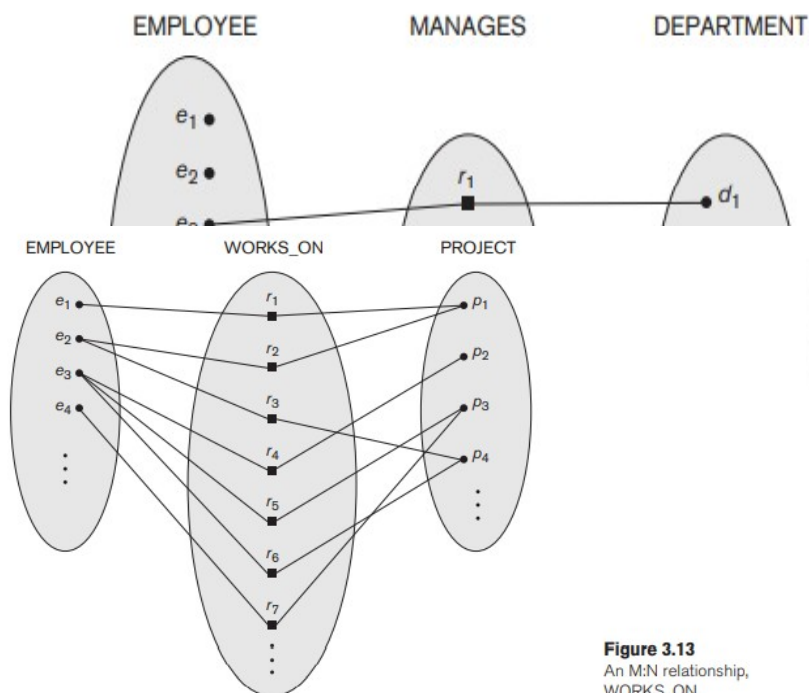 EMPLOYEE MANAGES DEPARTMENT
e1
e2
r1
d1
EMPLOYEE WORKS_ON PROJECT
e1
e2
e3
e4
r1
r2
r3
r4
r5
r6
r7
p1
p2
p3
p4
Figure 3.13
An M:N relationship,
WORKS_ON